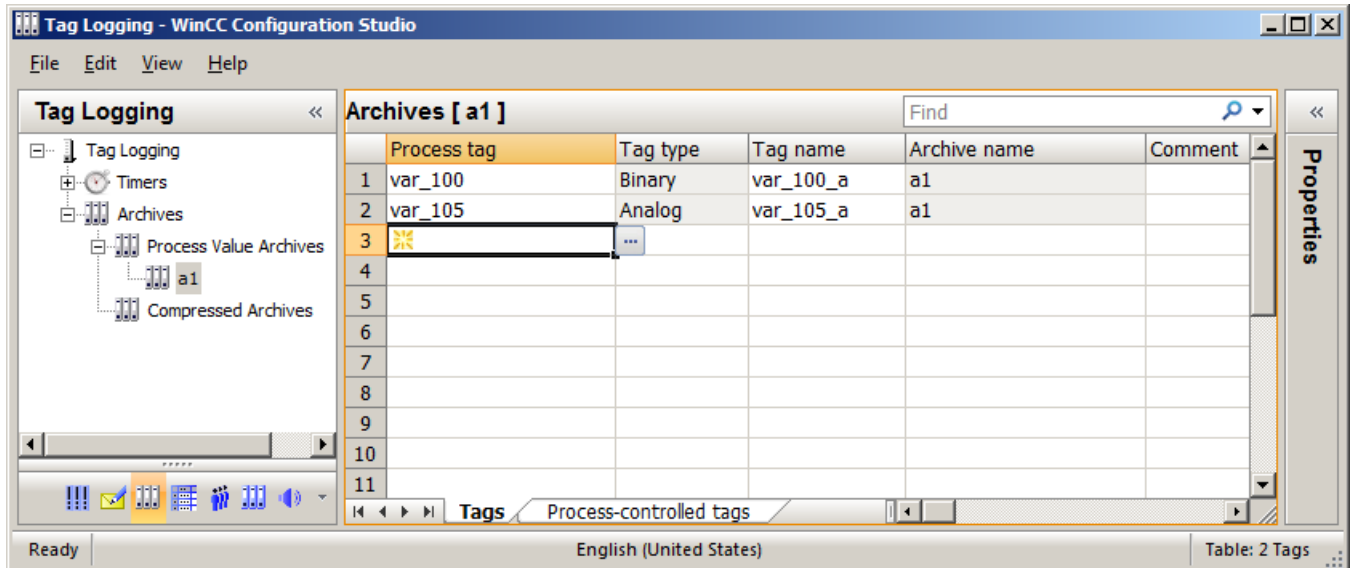 Tag Logging - WinCC Configuration Studio
File Edit View Help
Tag Logging «
Tag Logging
Timers
Archives
Process Value Archives
a1
Compressed Archives
Archives [ a1 ]
Find
Process tag Tag type Tag name Archive name Comment
1 var_100 Binary var_100_a a1
2 var_105 Analog var_105_a a1
3 ...
4
5
6
7
8
9
10
11
Tags Process-controlled tags
«
Properties
Ready English (United States) Table: 2 Tags